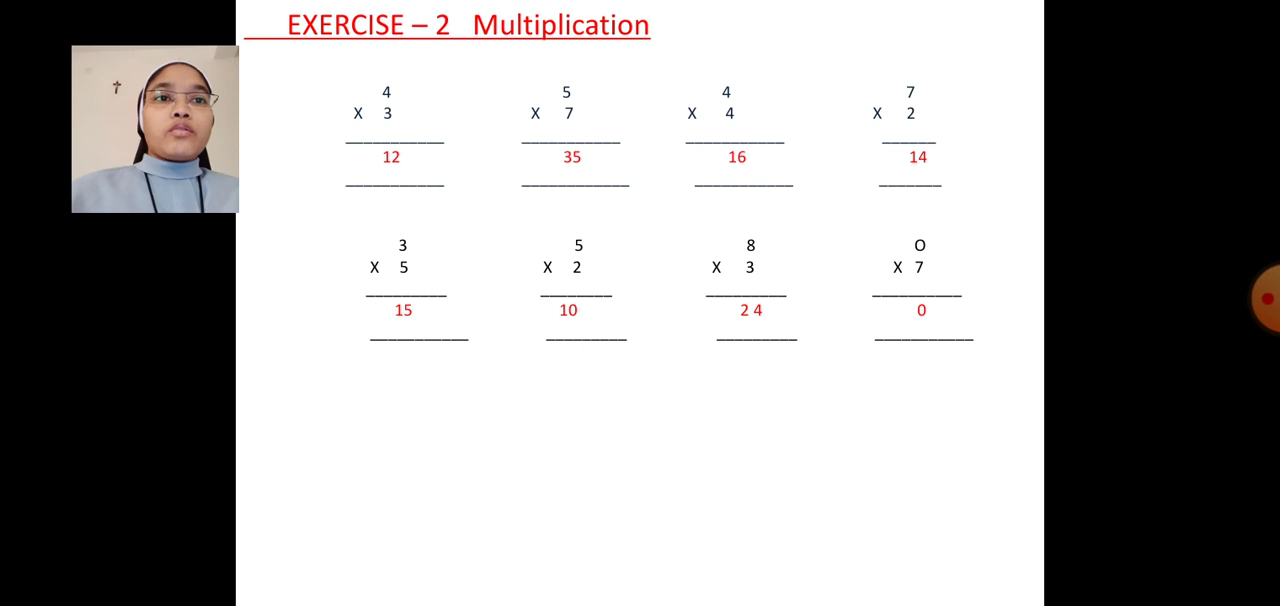 EXERCISE – 2 Multiplication
4 5 4 7
X 3 X 7 X 4 X 2
12 35 16 14
3 5 8 O
X 5 X 2 X 3 X 7
15 10 2 4 0